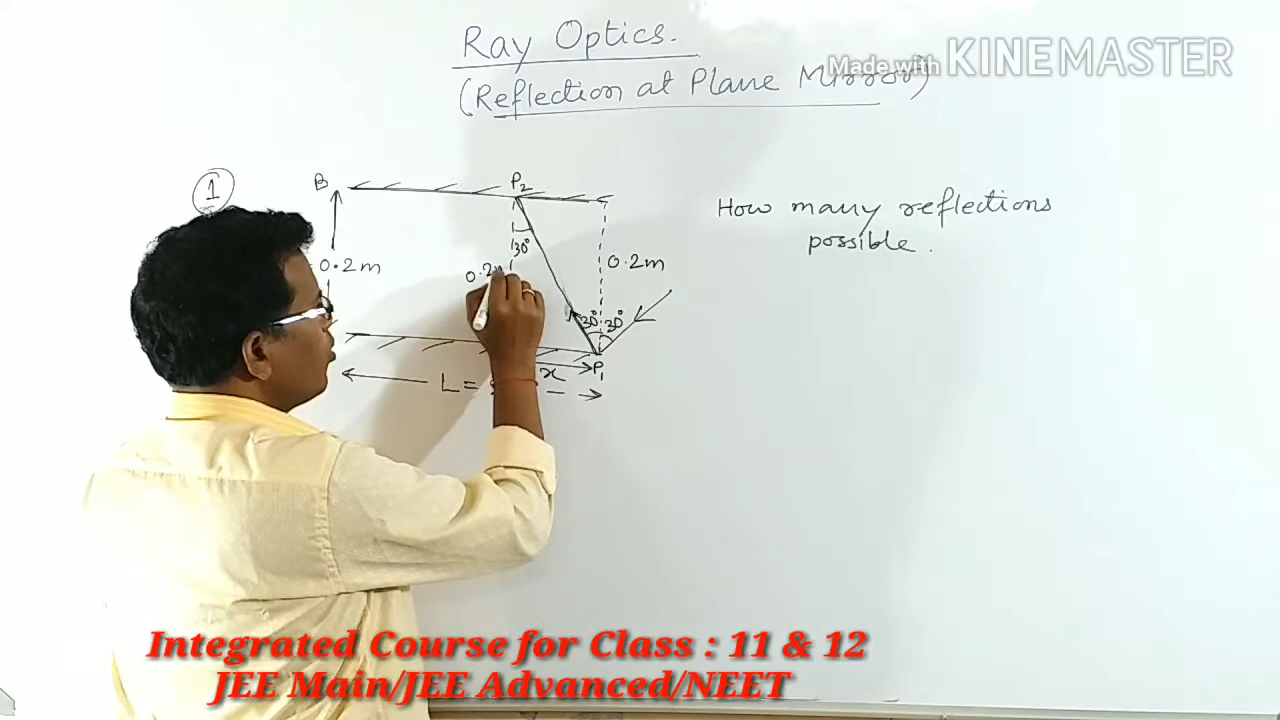 Ray Optics.
Made with KINEMASTER
(Reflection at Plane Mirror)
1
B
P2
How many reflections
possible.
30°
0.2m
0.2
0.2m
30° 30°
x
P1
L=
Integrated Course for Class : 11 & 12
JEE Main/JEE Advanced/NEET